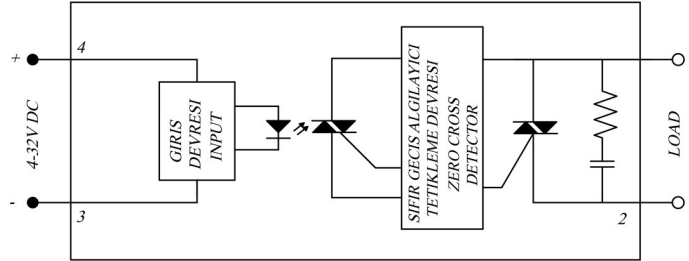 +
4
4-32V DC
-
3
GIRIS
DEVRESI
INPUT
SIFIR GECIS ALGILAYICI
TETIKLEME DEVRESI
ZERO CROSS
DETECTOR
2
LOAD